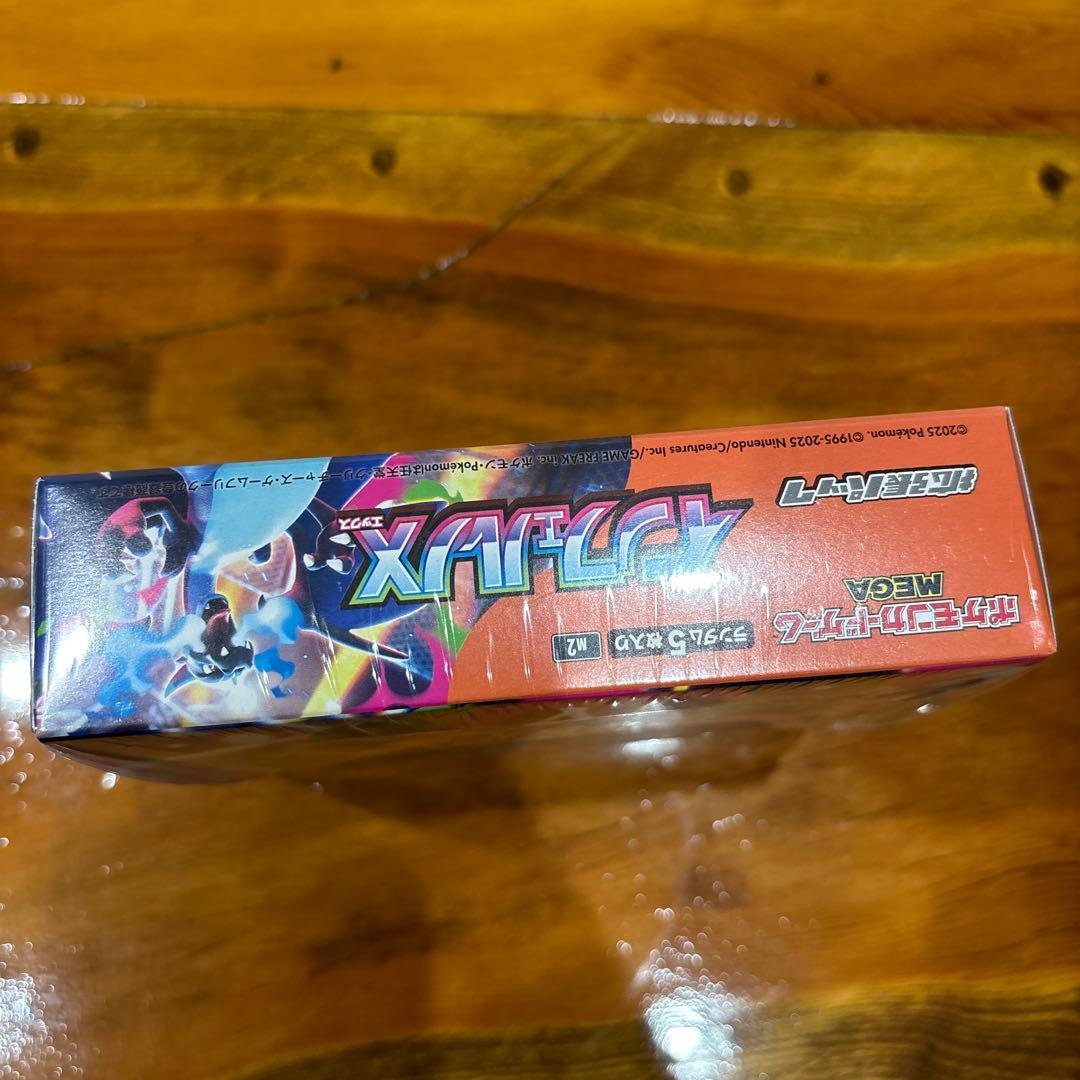 ポケモンカードゲーム
MEGA
拡張パック
ランダム5枚入り
M2
インフェルノX
エックス
©2025 Pokémon. ©1995-2025 Nintendo/Creatures Inc./GAME FREAK inc. ポケモン・Pokémonは任天堂・クリーチャーズ・ゲームフリークの登録商標です。